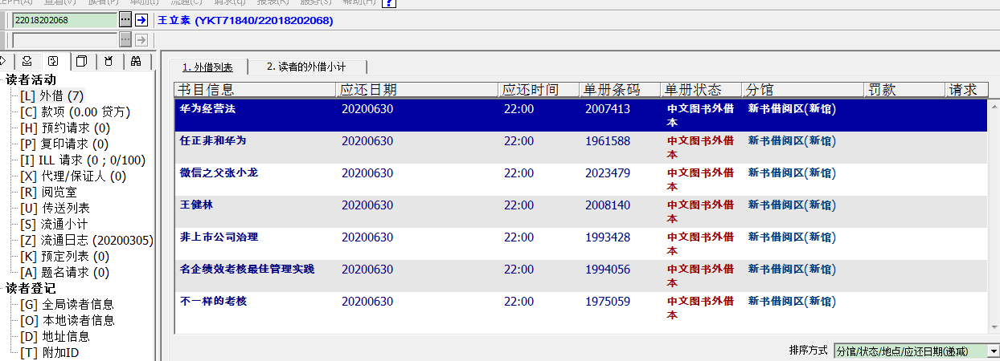 22018202068 ... 王立素 (YKT71840/22018202068)
...
1. 外借列表 2. 读者的外借小计
读者活动
[L] 外借 (7)
[C] 款项 (0.00 贷方)
[H] 预约请求 (0)
[P] 复印请求 (0)
[I] ILL 请求 (0 ; 0/100)
[X] 代理/保证人 (0)
[R] 阅览室
[U] 传送列表
[S] 流通小计
[Z] 流通日志 (20200305)
[K] 预定列表 (0)
[A] 题名请求 (0)
读者登记
[G] 全局读者信息
[O] 本地读者信息
[D] 地址信息
[T] 附加ID
书目信息 应还日期 应还时间 单册条码 单册状态 分馆 罚款 请求
华为经营法 20200630 22:00 2007413 中文图书外借 新书借阅区(新馆)
本
任正非和华为 20200630 22:00 1961588 中文图书外借 新书借阅区(新馆)
本
微信之父张小龙 20200630 22:00 2023479 中文图书外借 新书借阅区(新馆)
本
王健林 20200630 22:00 2008140 中文图书外借 新书借阅区(新馆)
本
非上市公司治理 20200630 22:00 1993428 中文图书外借 新书借阅区(新馆)
本
名企绩效考核最佳管理实践 20200630 22:00 1994056 中文图书外借 新书借阅区(新馆)
本
不一样的考核 20200630 22:00 1975059 中文图书外借 新书借阅区(新馆)
本
排序方式 分馆/状态/地点/应还日期(递减)